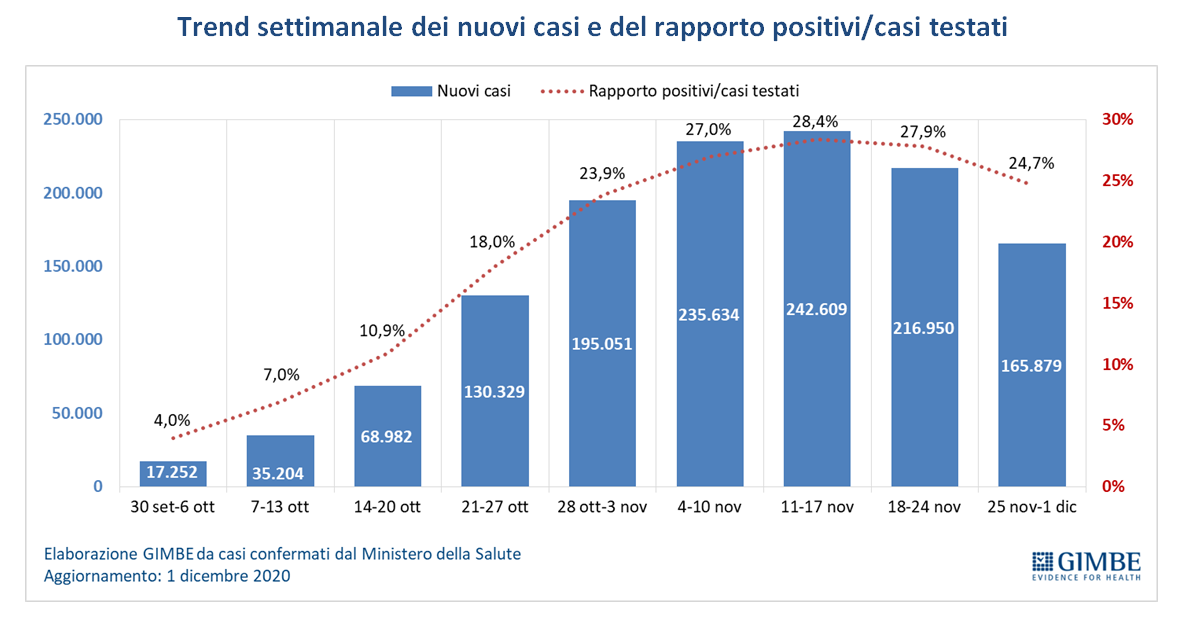 Trend settimanale dei nuovi casi e del rapporto positivi/casi testati
Nuovi casi
Rapporto positivi/casi testati
250.000
200.000
150.000
100.000
50.000
0
30%
25%
20%
15%
10%
5%
0%
4,0%
7,0%
10,9%
18,0%
23,9%
27,0%
28,4%
27,9%
24,7%
17.252
35.204
68.982
130.329
195.051
235.634
242.609
216.950
165.879
30 set-6 ott
7-13 ott
14-20 ott
21-27 ott
28 ott-3 nov
4-10 nov
11-17 nov
18-24 nov
25 nov-1 dic
Elaborazione GIMBE da casi confermati dal Ministero della Salute
Aggiornamento: 1 dicembre 2020
GIMBE
EVIDENCE FOR HEALTH